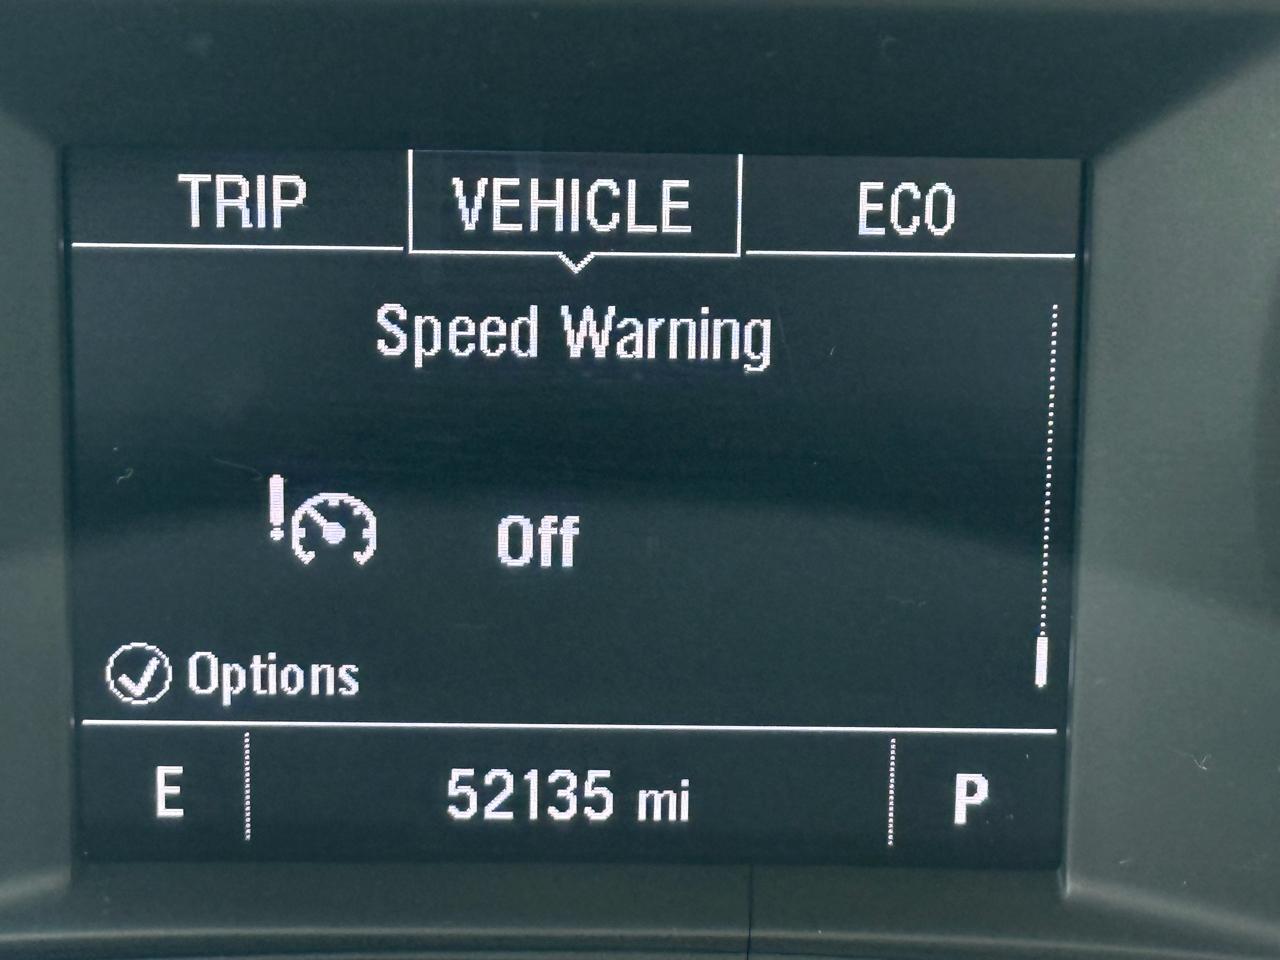 TRIP VEHICLE ECO
Speed Warning
Off
Options
E 52135 mi P